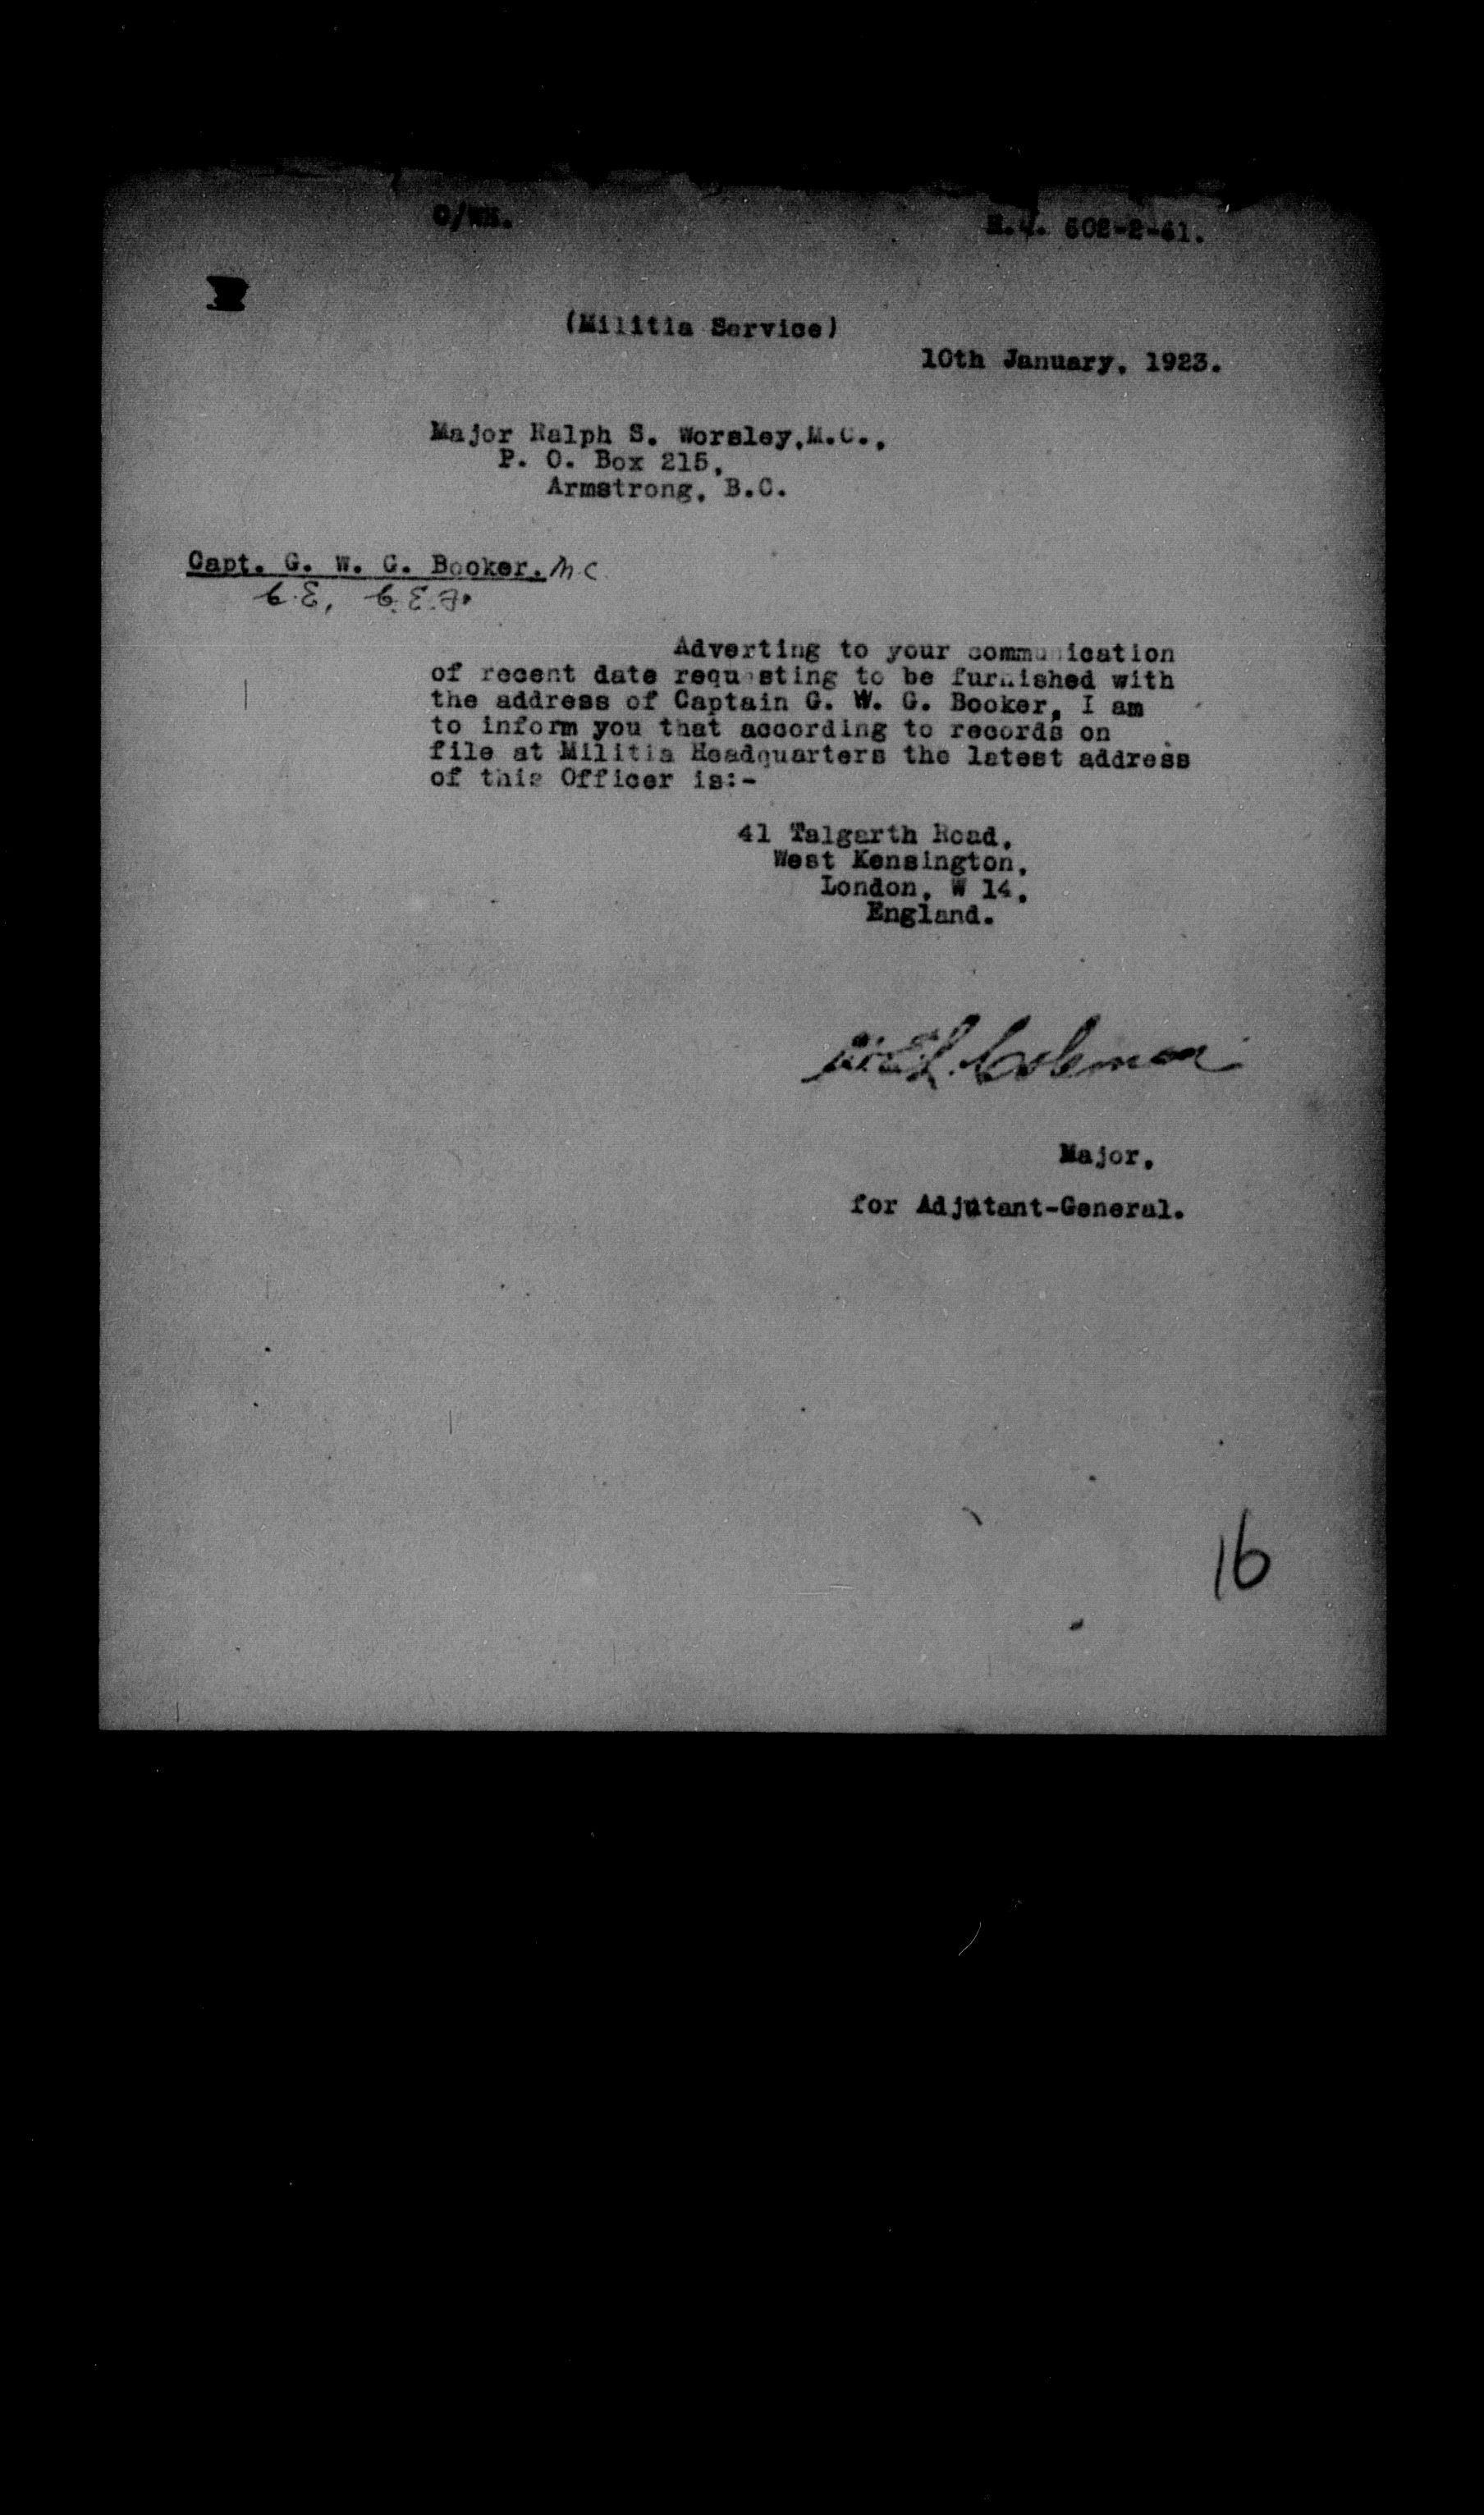 H.Q. 602-2-61.
(Militia Service)
10th January, 1923.
Major Ralph S. Worsley, M.C.,
P. O. Box 215,
Armstrong, B.C.
Capt. G. W. G. Booker. M.C.
C.E, C.E.F.
Adverting to your communication
of recent date requesting to be furnished with
the address of Captain G. W. G. Booker, I am
to inform you that according to records on
file at Militia Headquarters the latest address
of this Officer is:-
41 Talgarth Road,
West Kensington,
London, W 14,
England.
Coleman
Major,
for Adjutant-General.
16